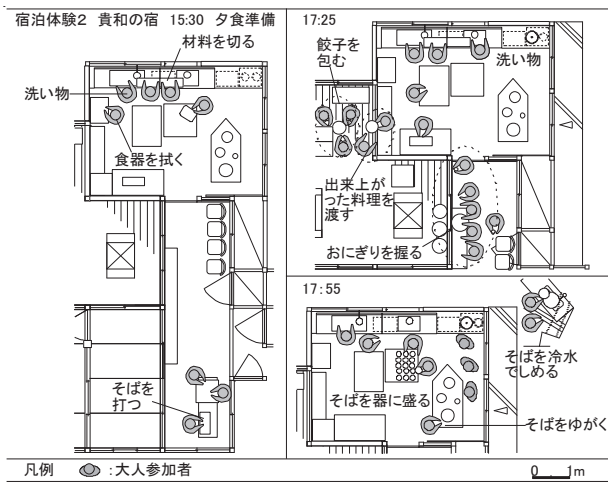 宿泊体験2 貴和の宿 15:30 夕食準備
材料を切る
洗い物
食器を拭く
そばを
打つ
17:25
餃子を
包む
洗い物
出来上が
った料理を
渡す
おにぎりを握る
17:55
そばを冷水
でしめる
そばを器に盛る
そばをゆがく
凡例 :大人参加者
0 1m